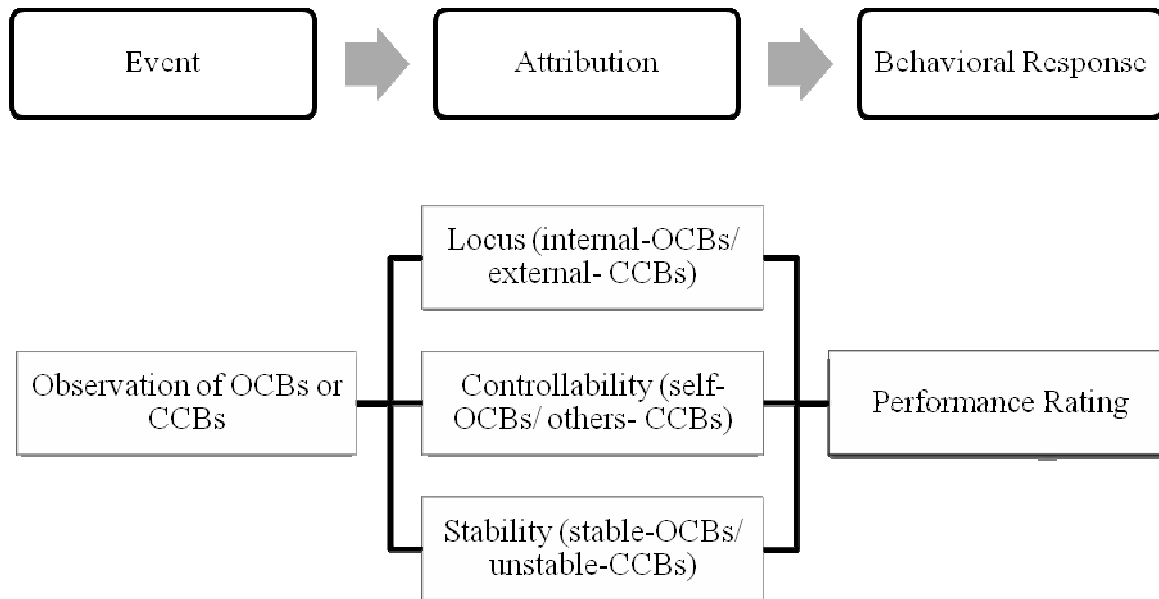 Event
Attribution
Behavioral Response
Locus (internal-OCBs/
external- CCBs)
Observation of OCBs or
CCBs
Controllability (self-
OCBs/ others- CCBs)
Performance Rating
Stability (stable-OCBs/
unstable-CCBs)